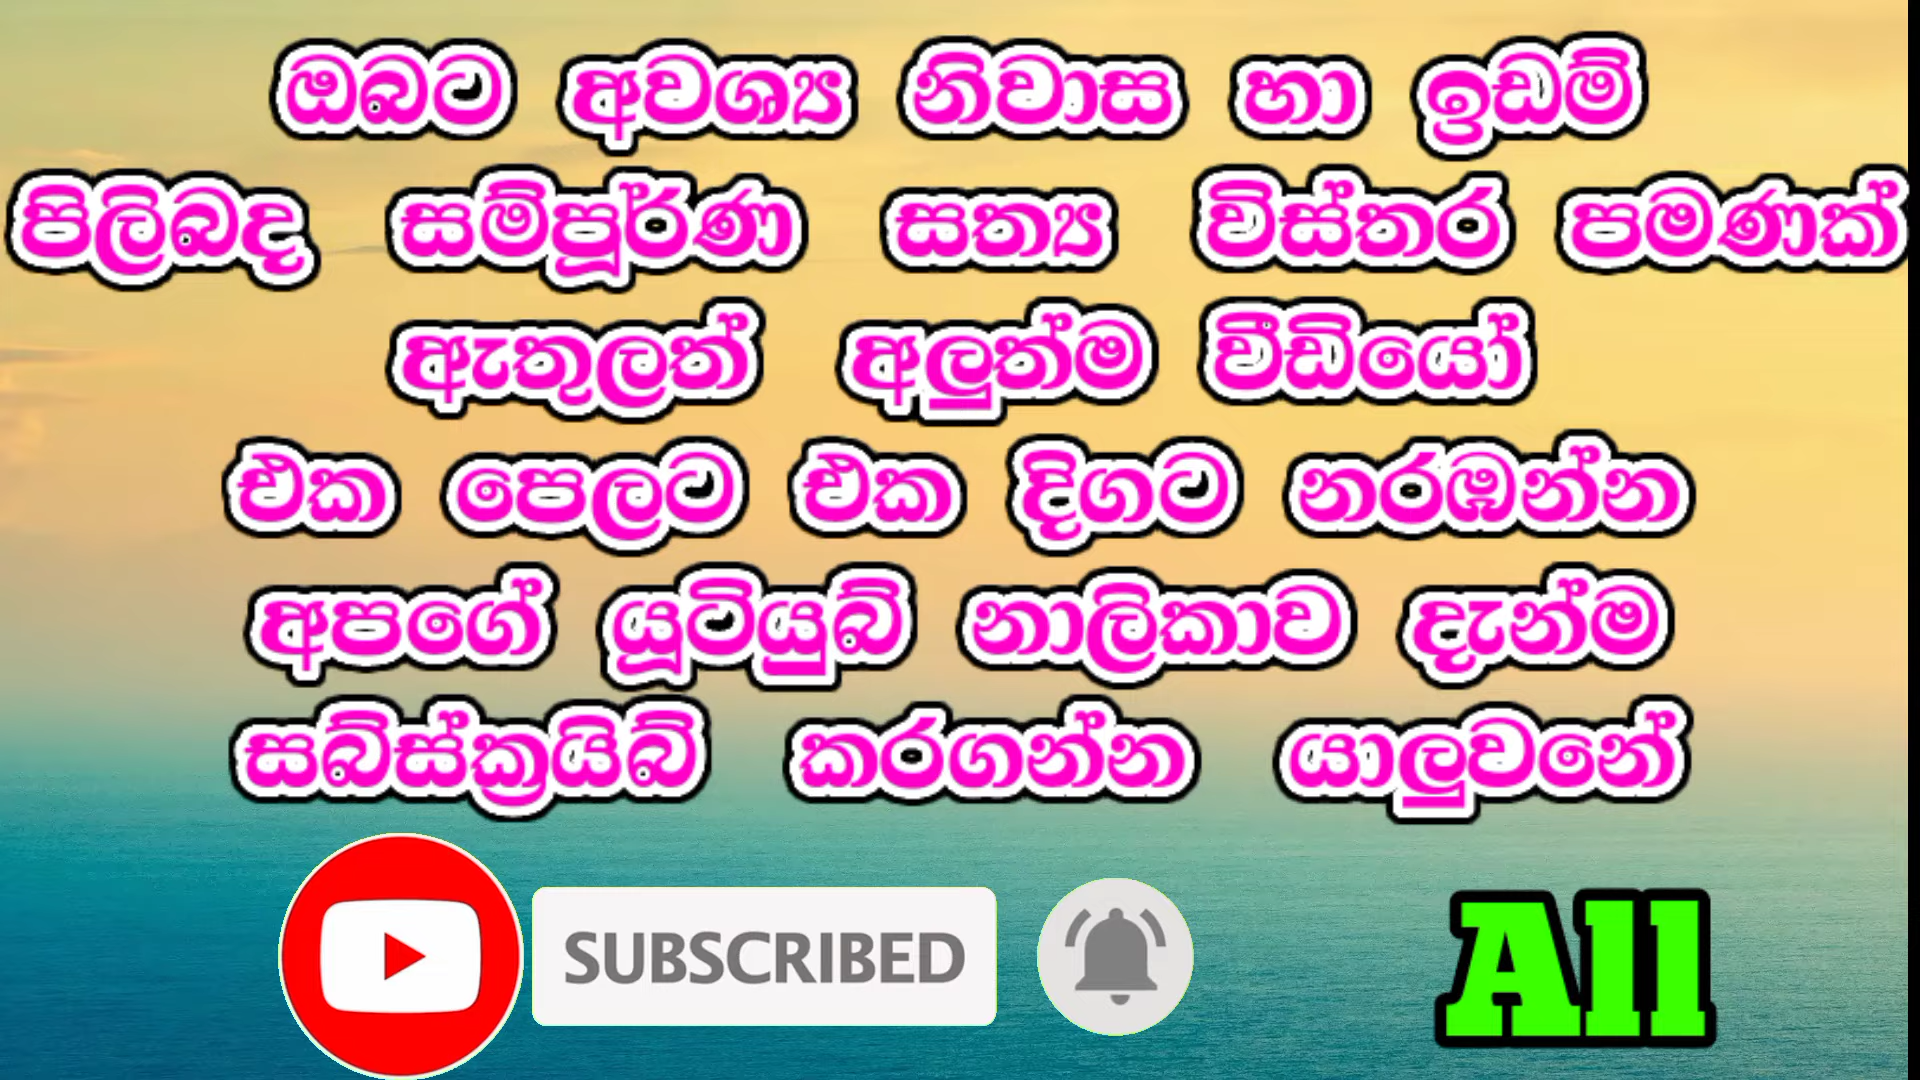 ඔබට අවශ්‍ය නිවාස හා ඉඩම්
පිලිබද සම්පූර්ණ සත්‍ය විස්තර පමණක්
ඇතුලත් අලුත්ම වීඩියෝ
එක පෙලට එක දිගට නරඹන්න
අපගේ යූටියුබ් නාලිකාව දැන්ම
සබ්ස්ක්‍රයිබ් කරගන්න යාලුවනේ
SUBSCRIBED All